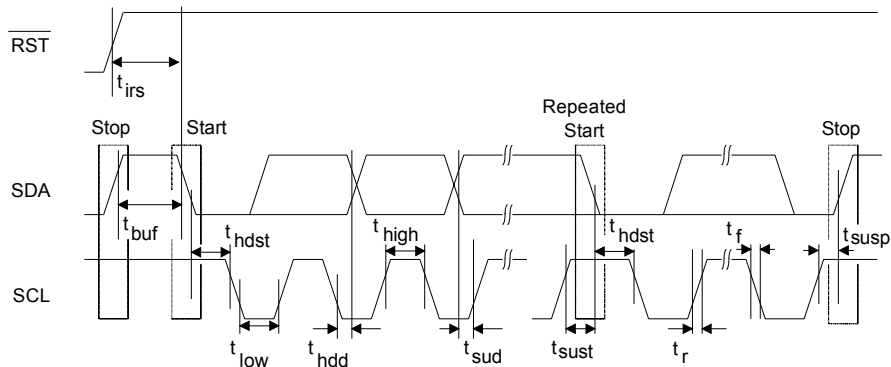 RST
t irs
Repeated
Stop Start Start Stop
SDA
t buf t hdst t high t hdst t f t susp
SCL
t low t hdd t sud t sust t r